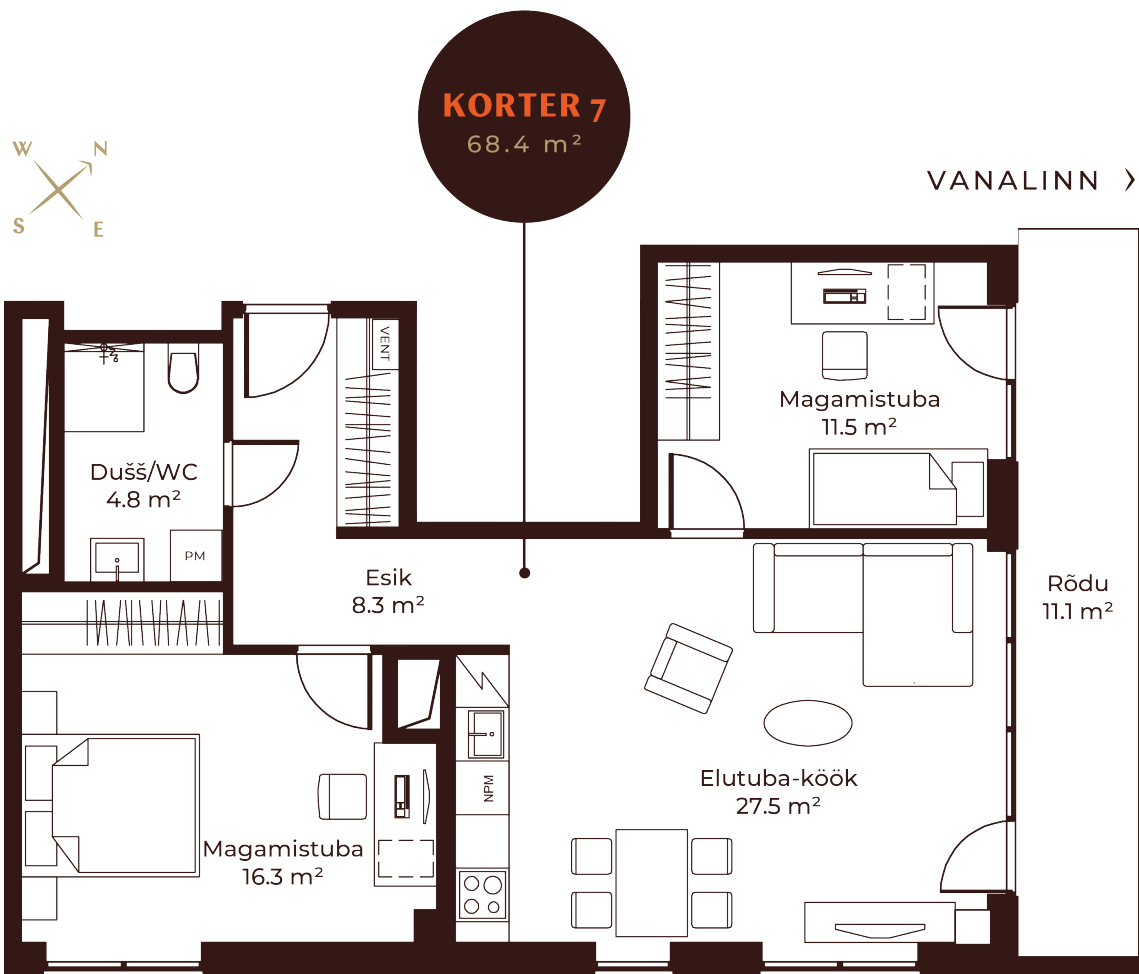 KORTER 7
68.4 m²
W
N
S
E
VANALINN
VENT
Magamistuba
11.5 m²
Dušš/WC
4.8 m²
PM
Esik
8.3 m²
Rõdu
11.1 m²
NPM
Elutuba-köök
27.5 m²
Magamistuba
16.3 m²